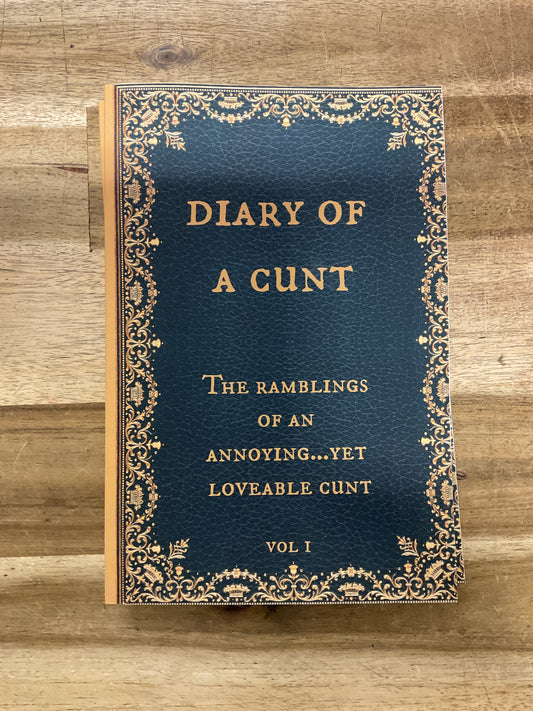 DIARY OF
A CUNT
THE RAMBLINGS
OF AN
ANNOYING...YET
LOVEABLE CUNT
VOL I